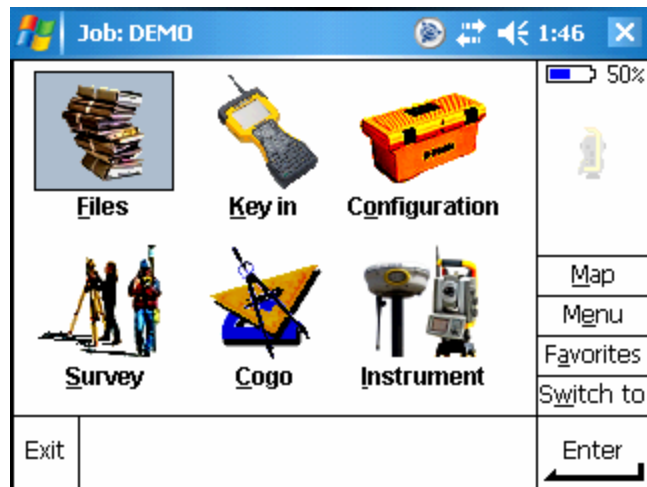 Job: DEMO 1:46
50%
Files Key in Configuration
Survey Cogo Instrument
Map
Menu
Favorites
Switch to
Exit Enter